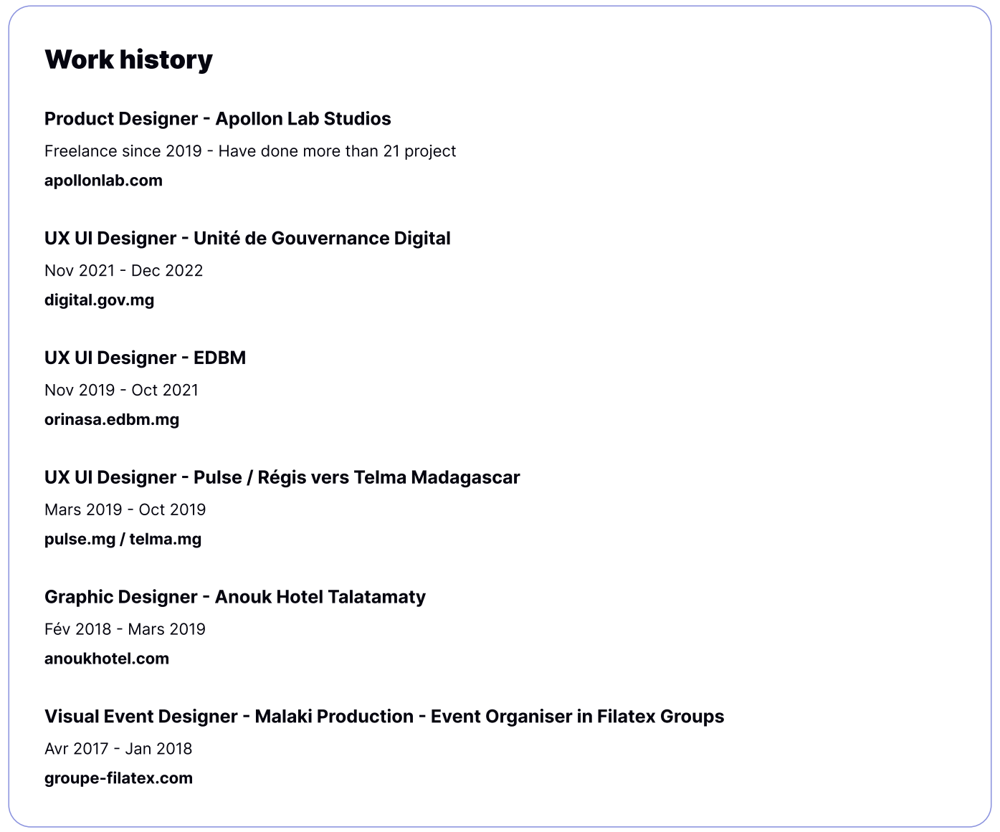 Work history
Product Designer - Apollon Lab Studios
Freelance since 2019 - Have done more than 21 project
apollonlab.com
UX UI Designer - Unité de Gouvernance Digital
Nov 2021 - Dec 2022
digital.gov.mg
UX UI Designer - EDBM
Nov 2019 - Oct 2021
orinasa.edbm.mg
UX UI Designer - Pulse / Régis vers Telma Madagascar
Mars 2019 - Oct 2019
pulse.mg / telma.mg
Graphic Designer - Anouk Hotel Talatamaty
Fév 2018 - Mars 2019
anoukhotel.com
Visual Event Designer - Malaki Production - Event Organiser in Filatex Groups
Avr 2017 - Jan 2018
groupe-filatex.com